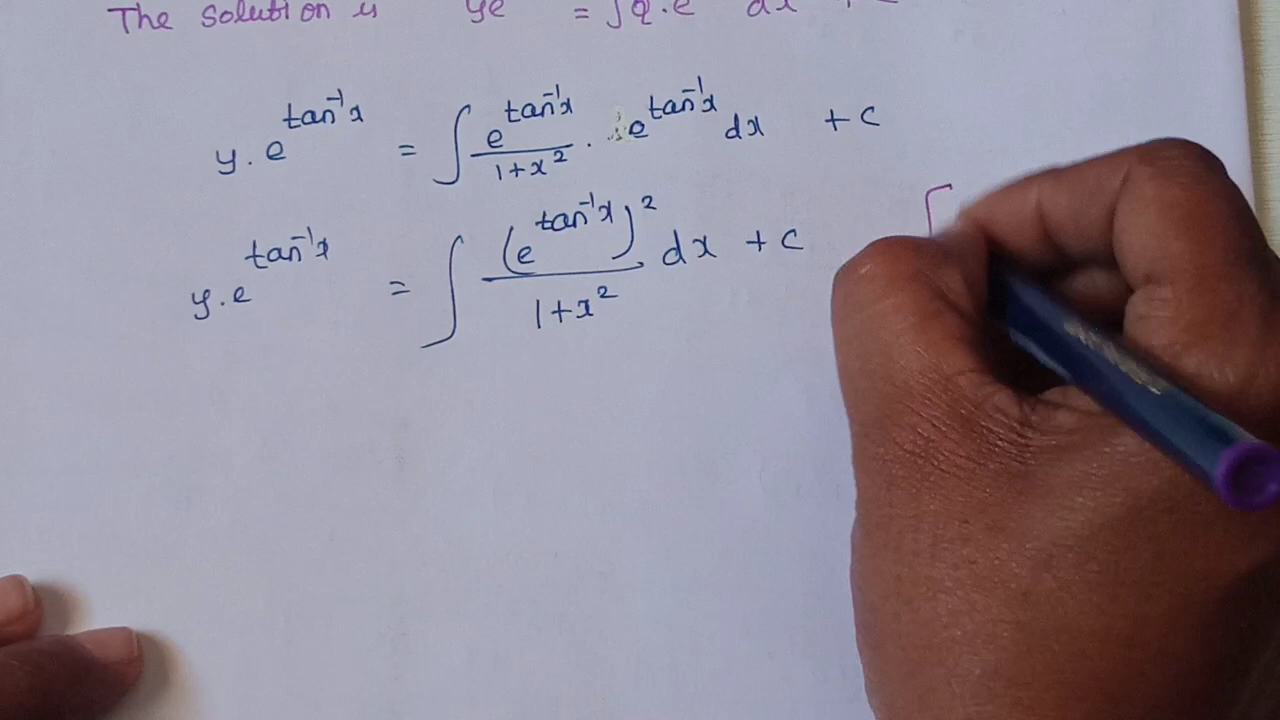 The solution is ye = ∫Q.e dx + c
y.e^{tan⁻¹x} = ∫ e^{tan⁻¹x}/(1+x²) . e^{tan⁻¹x} dx + c
y.e^{tan⁻¹x} = ∫ (e^{tan⁻¹x})²/(1+x²) dx + c ∫